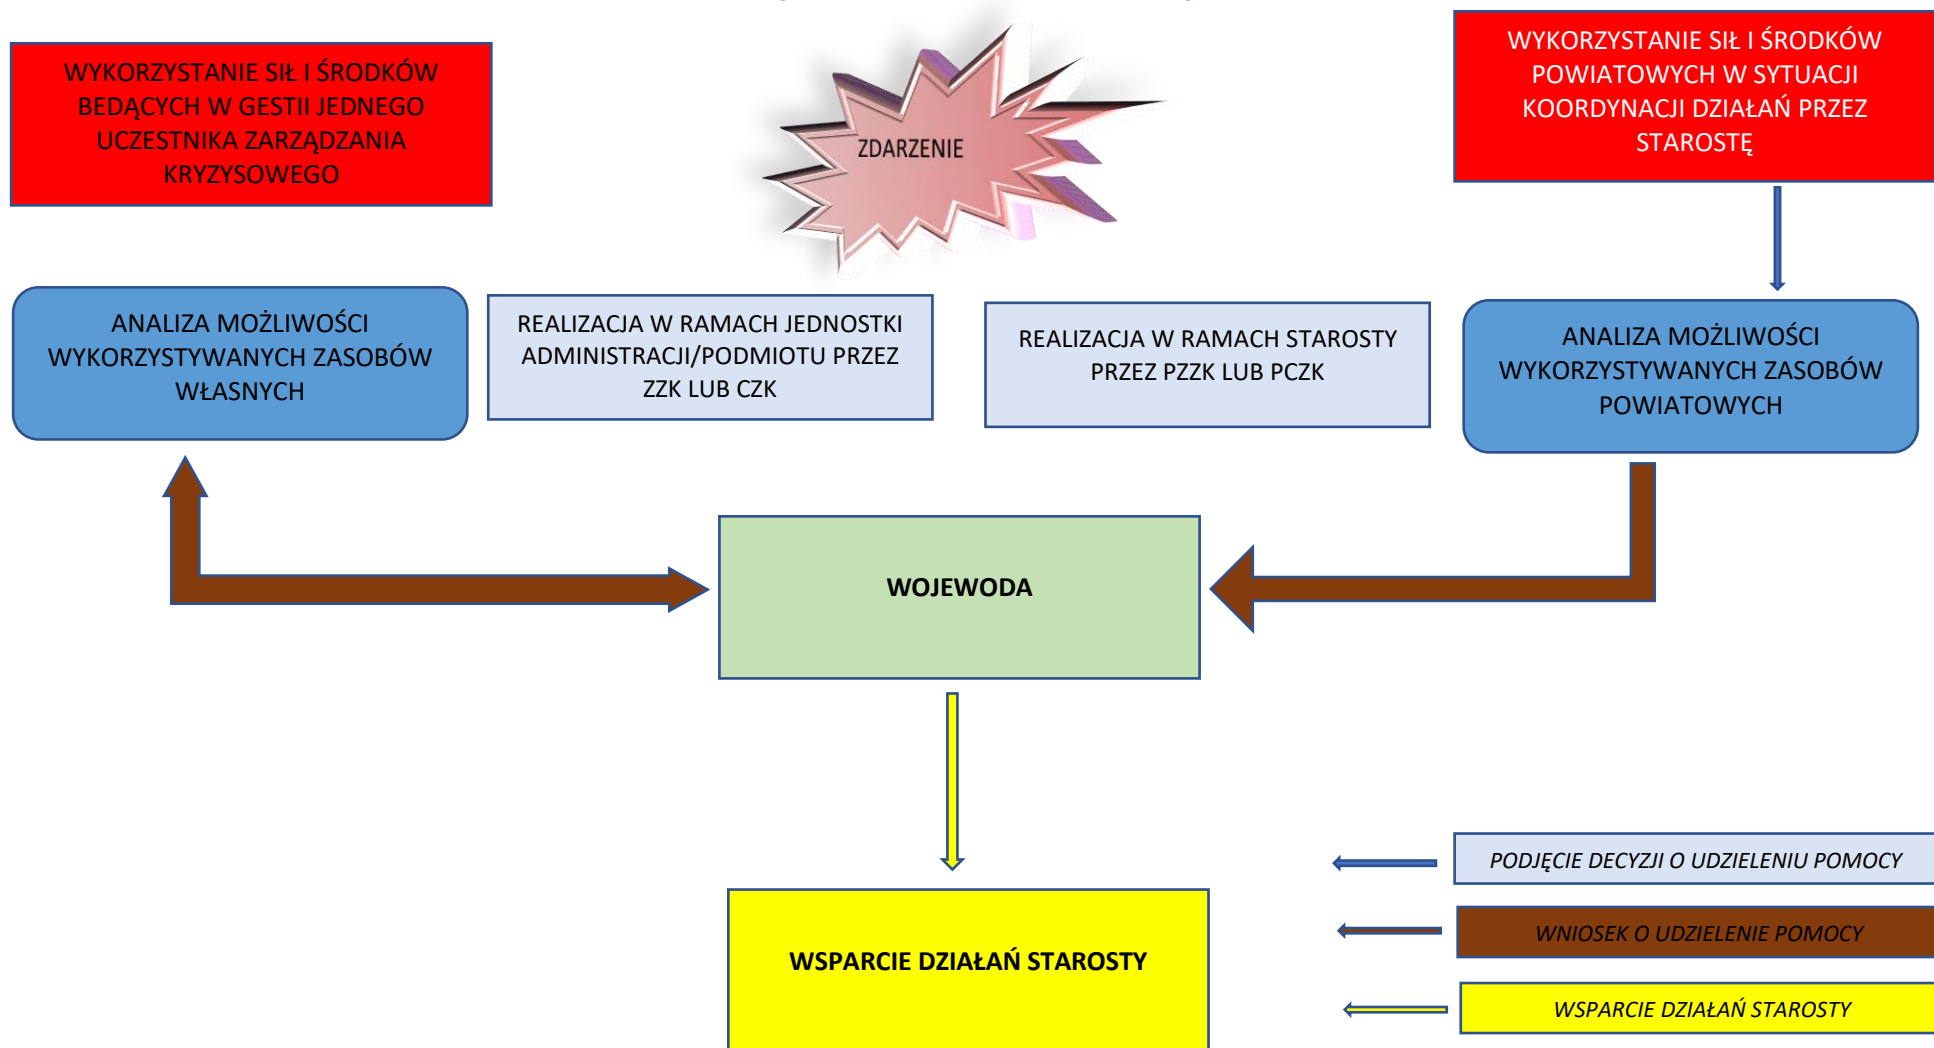 WYKORZYSTANIE SIŁ I ŚRODKÓW
BEDĄCYCH W GESTII JEDNEGO
UCZESTNIKA ZARZĄDZANIA
KRYZYSOWEGO
ZDARZENIE
WYKORZYSTANIE SIŁ I ŚRODKÓW
POWIATOWYCH W SYTUACJI
KOORDYNACJI DZIAŁAŃ PRZEZ
STAROSTĘ
ANALIZA MOŻLIWOŚCI
WYKORZYSTYWANYCH ZASOBÓW
WŁASNYCH
REALIZACJA W RAMACH JEDNOSTKI
ADMINISTRACJI/PODMIOTU PRZEZ
ZZK LUB CZK
REALIZACJA W RAMACH STAROSTY
PRZEZ PZZK LUB PCZK
ANALIZA MOŻLIWOŚCI
WYKORZYSTYWANYCH ZASOBÓW
POWIATOWYCH
WOJEWODA
WSPARCIE DZIAŁAŃ STAROSTY
PODJĘCIE DECYZJI O UDZIELENIU POMOCY
WNIOSEK O UDZIELENIE POMOCY
WSPARCIE DZIAŁAŃ STAROSTY